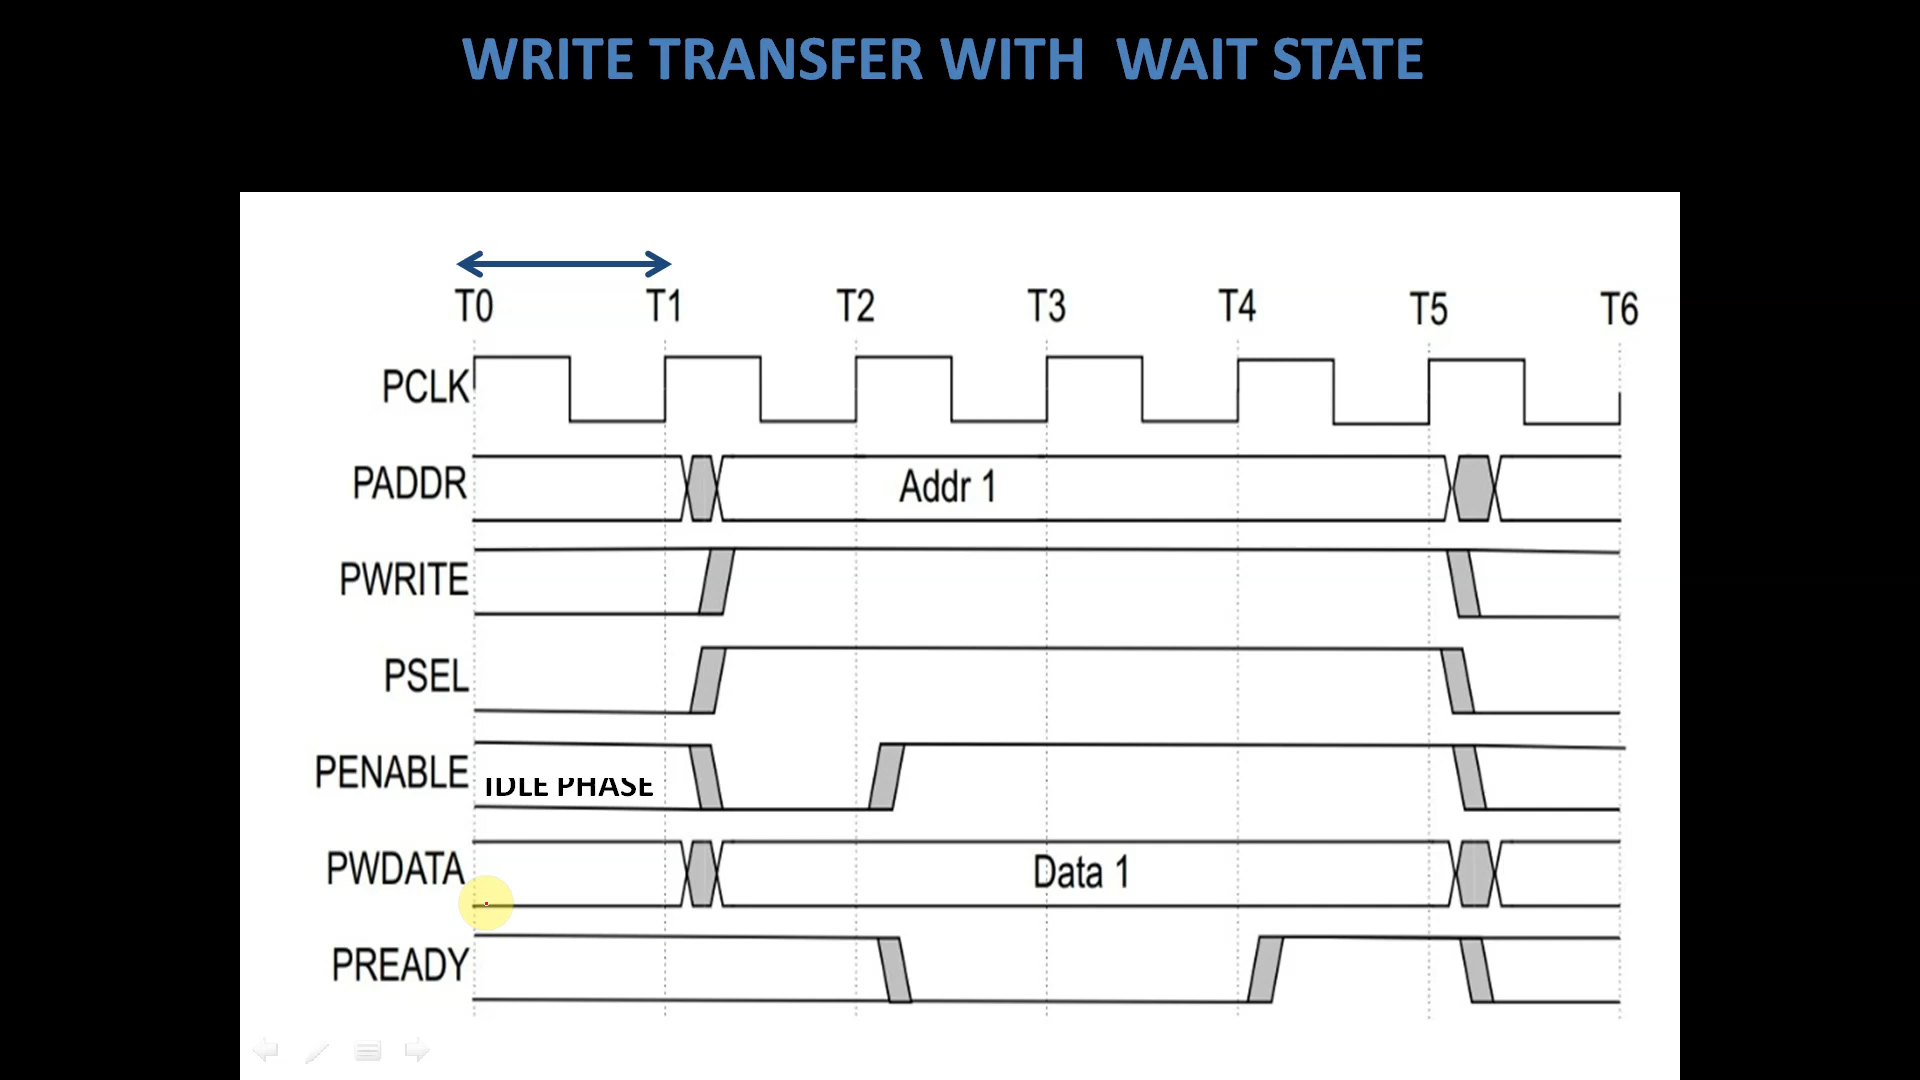 WRITE TRANSFER WITH WAIT STATE
T0 T1 T2 T3 T4 T5 T6
PCLK
PADDR Addr 1
PWRITE
PSEL
PENABLE IDLE PHASE
PWDATA Data 1
PREADY